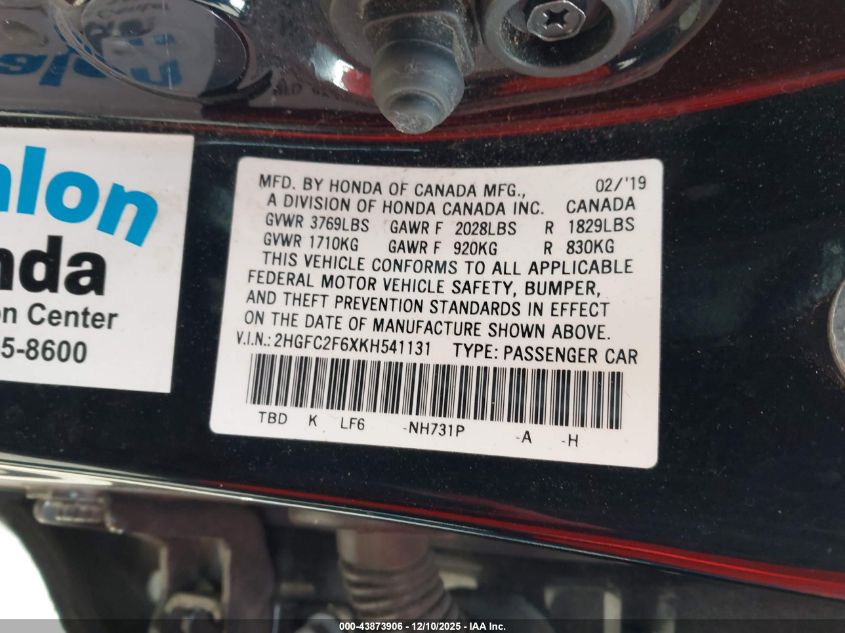 alon
nda
on Center
5-8600
MFD. BY HONDA OF CANADA MFG., 02/'19
A DIVISION OF HONDA CANADA INC. CANADA
GVWR 3769LBS GAWR F 2028LBS R 1829LBS
GVWR 1710KG GAWR F 920KG R 830KG
THIS VEHICLE CONFORMS TO ALL APPLICABLE
FEDERAL MOTOR VEHICLE SAFETY, BUMPER,
AND THEFT PREVENTION STANDARDS IN EFFECT
ON THE DATE OF MANUFACTURE SHOWN ABOVE.
V.I.N.: 2HGFC2F6XKH541131 TYPE: PASSENGER CAR
TBD K LF6 -NH731P -A -H
000-43873906 - 12/10/2025 - IAA Inc.